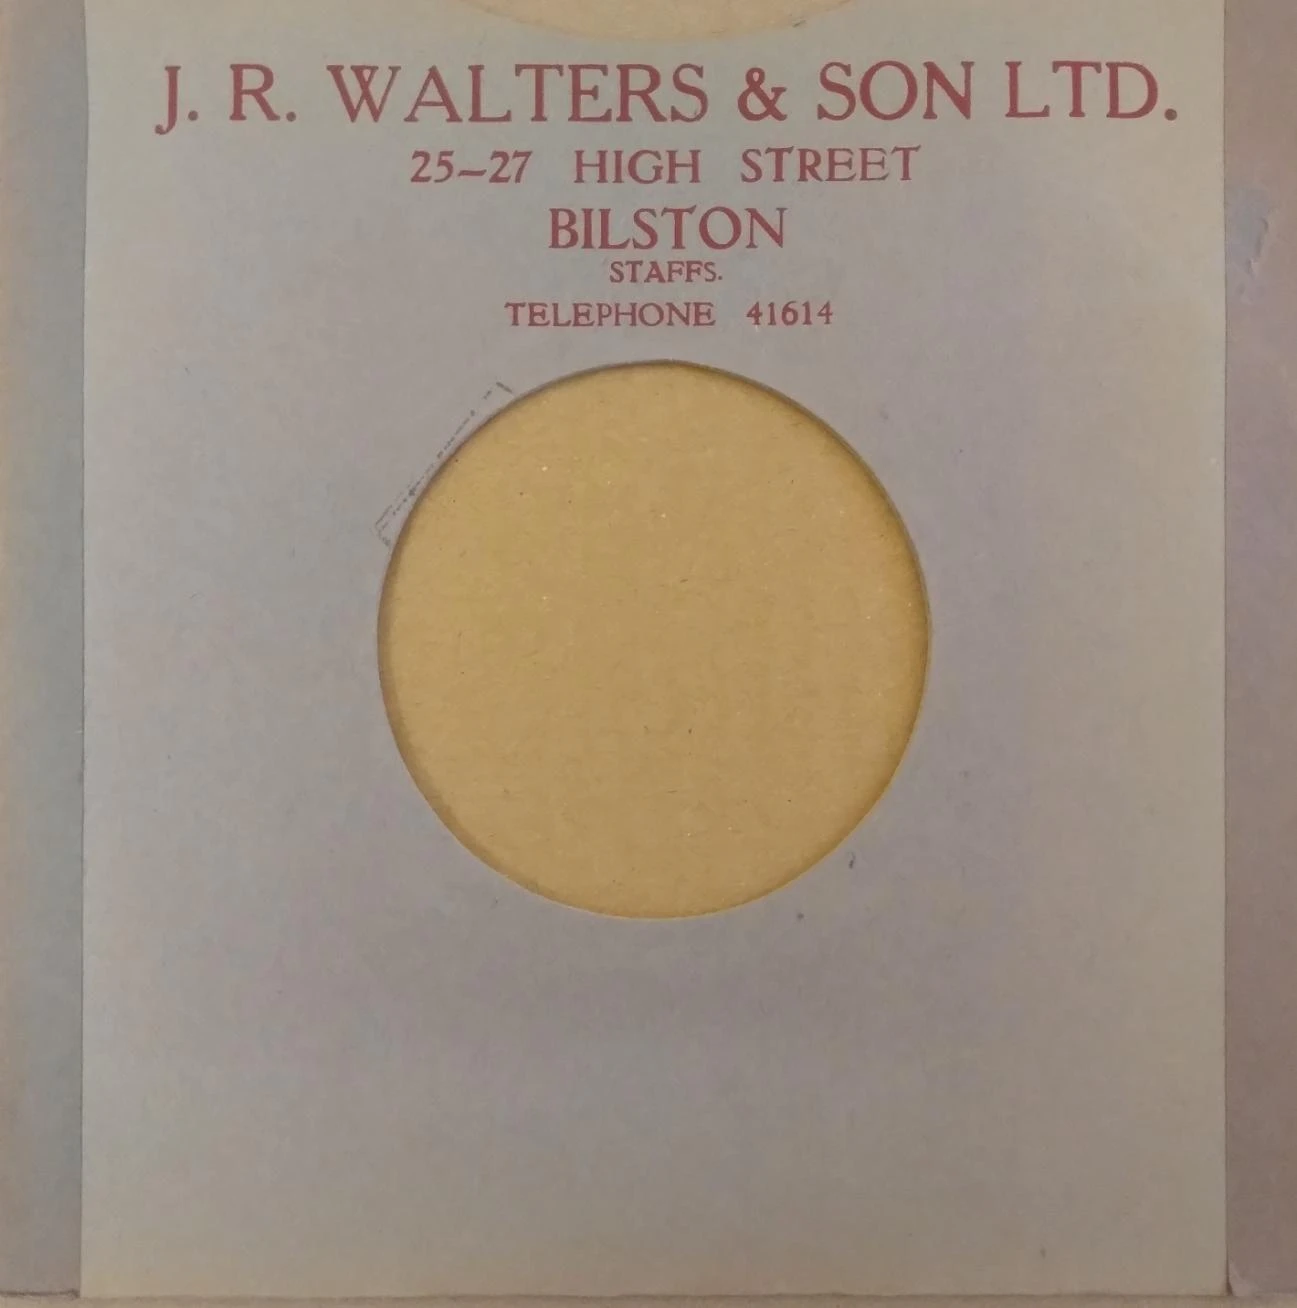 J. R. WALTERS & SON LTD.
25–27 HIGH STREET
BILSTON
STAFFS.
TELEPHONE 41614